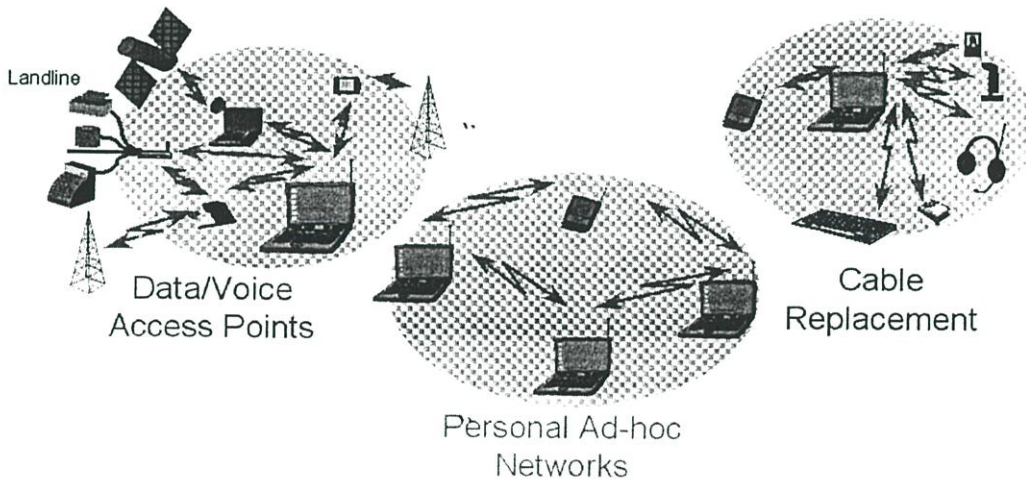 Landline
Data/Voice
Access Points
Personal Ad-hoc
Networks
Cable
Replacement